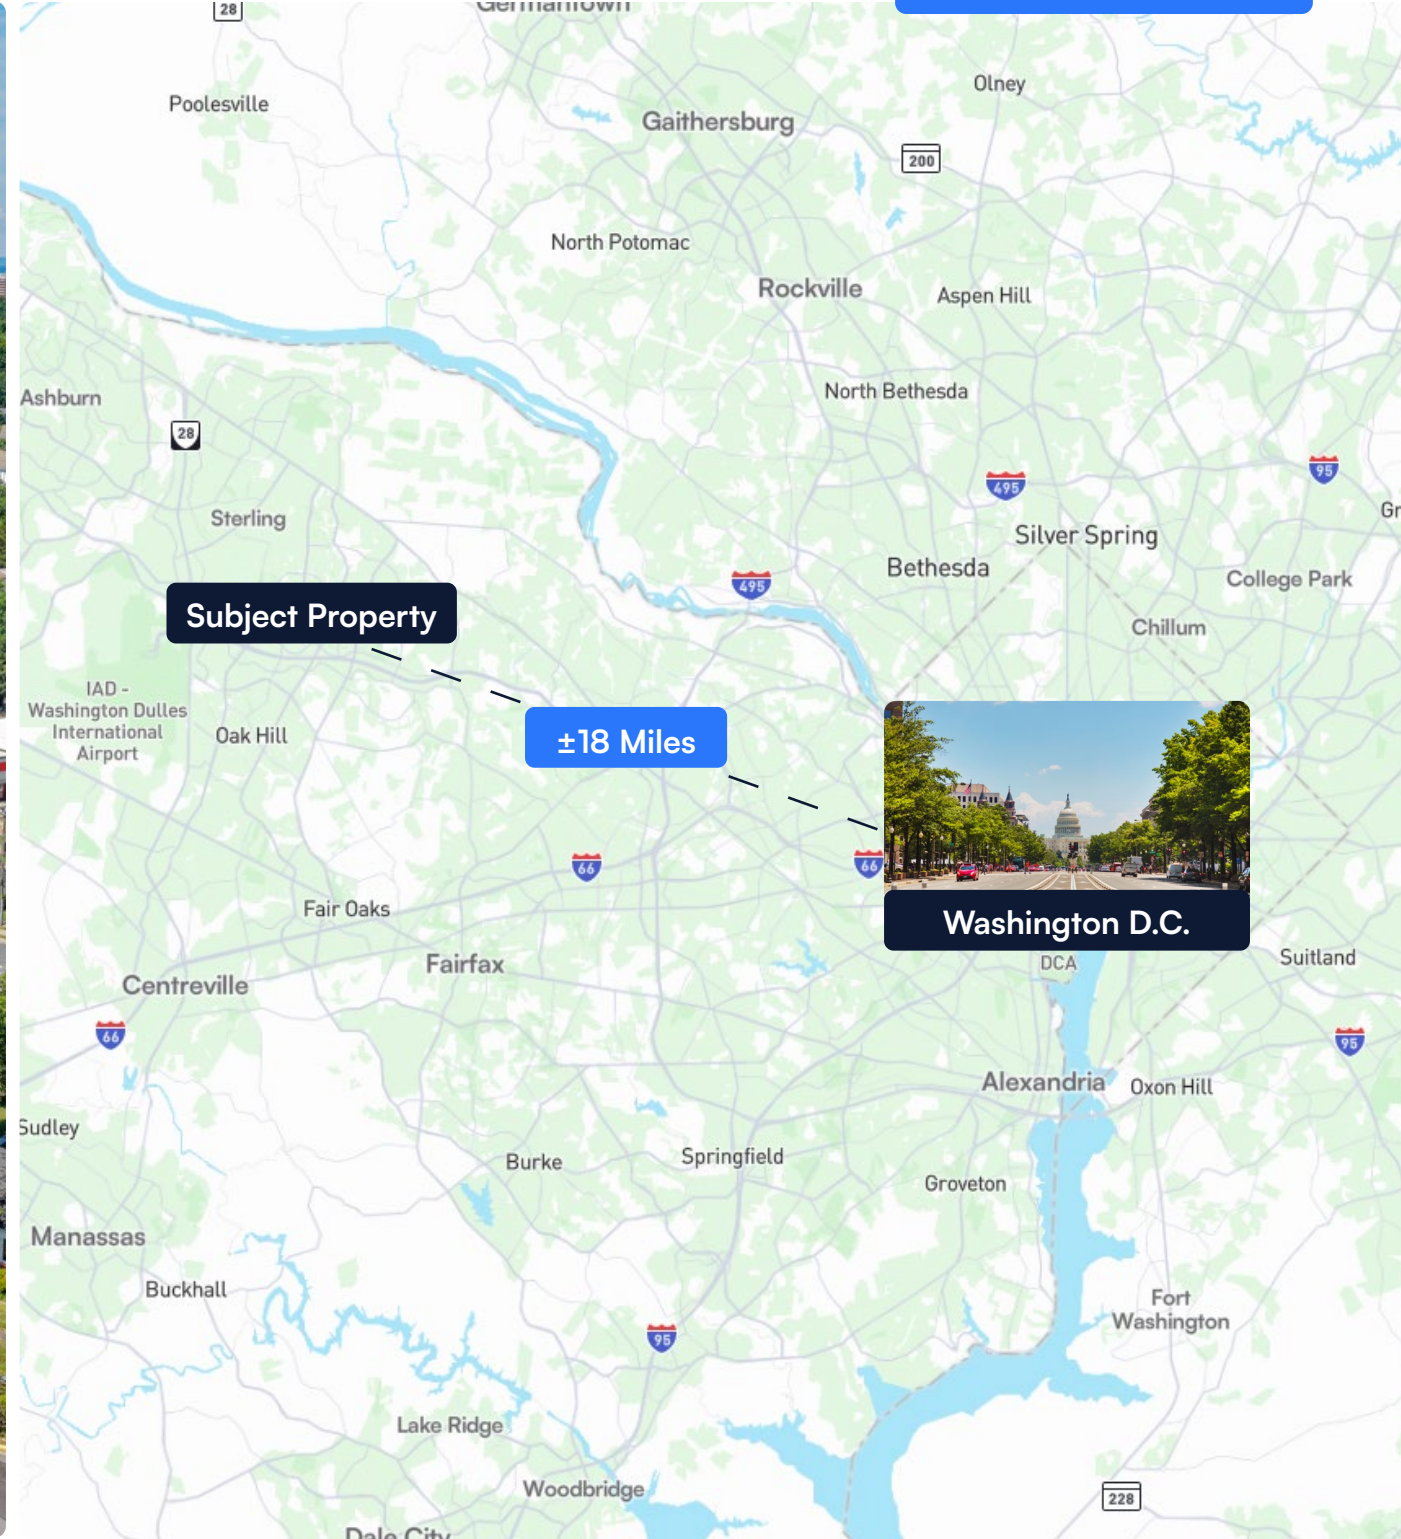 28
Germantown
Olney
Poolesville
Gaithersburg
200
North Potomac
Rockville
Aspen Hill
Ashburn
North Bethesda
28
495
95
Sterling
Silver Spring
Gr
Bethesda
495
College Park
Subject Property
Chillum
IAD -
Washington Dulles
International
Airport
Oak Hill
±18 Miles
66
66
Fair Oaks
Washington D.C.
Fairfax
DCA
Suitland
Centreville
66
95
Alexandria
Oxon Hill
Sudley
Burke
Springfield
Groveton
Manassas
Buckhall
Fort
Washington
95
Lake Ridge
Woodbridge
228
Dale City